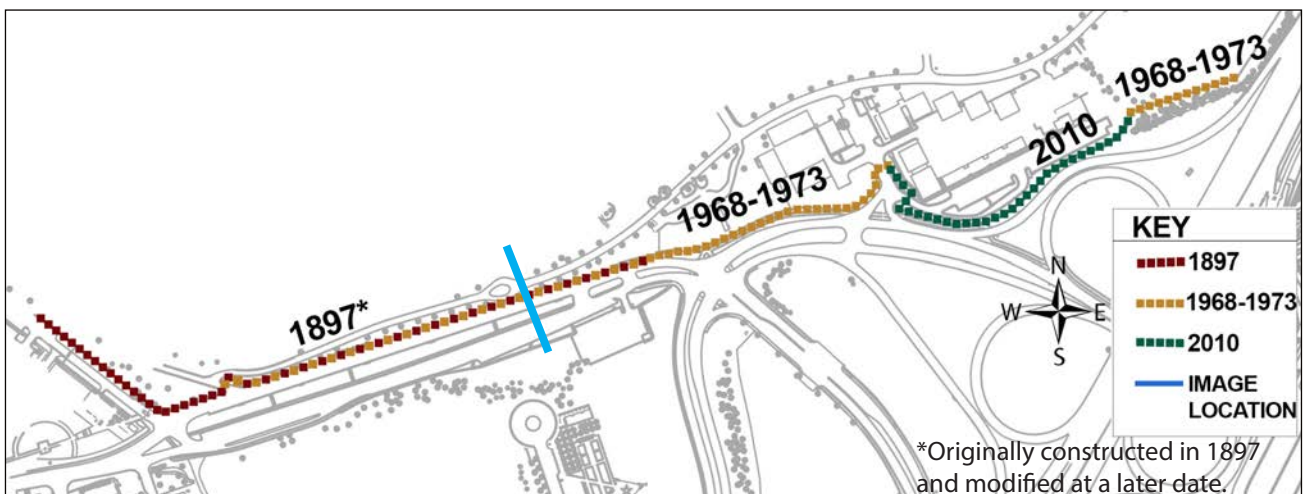 1968-1973
2010
1968-1973
1897*
KEY
1897
1968-1973
2010
IMAGE
LOCATION
N
W E
S
*Originally constructed in 1897
and modified at a later date.